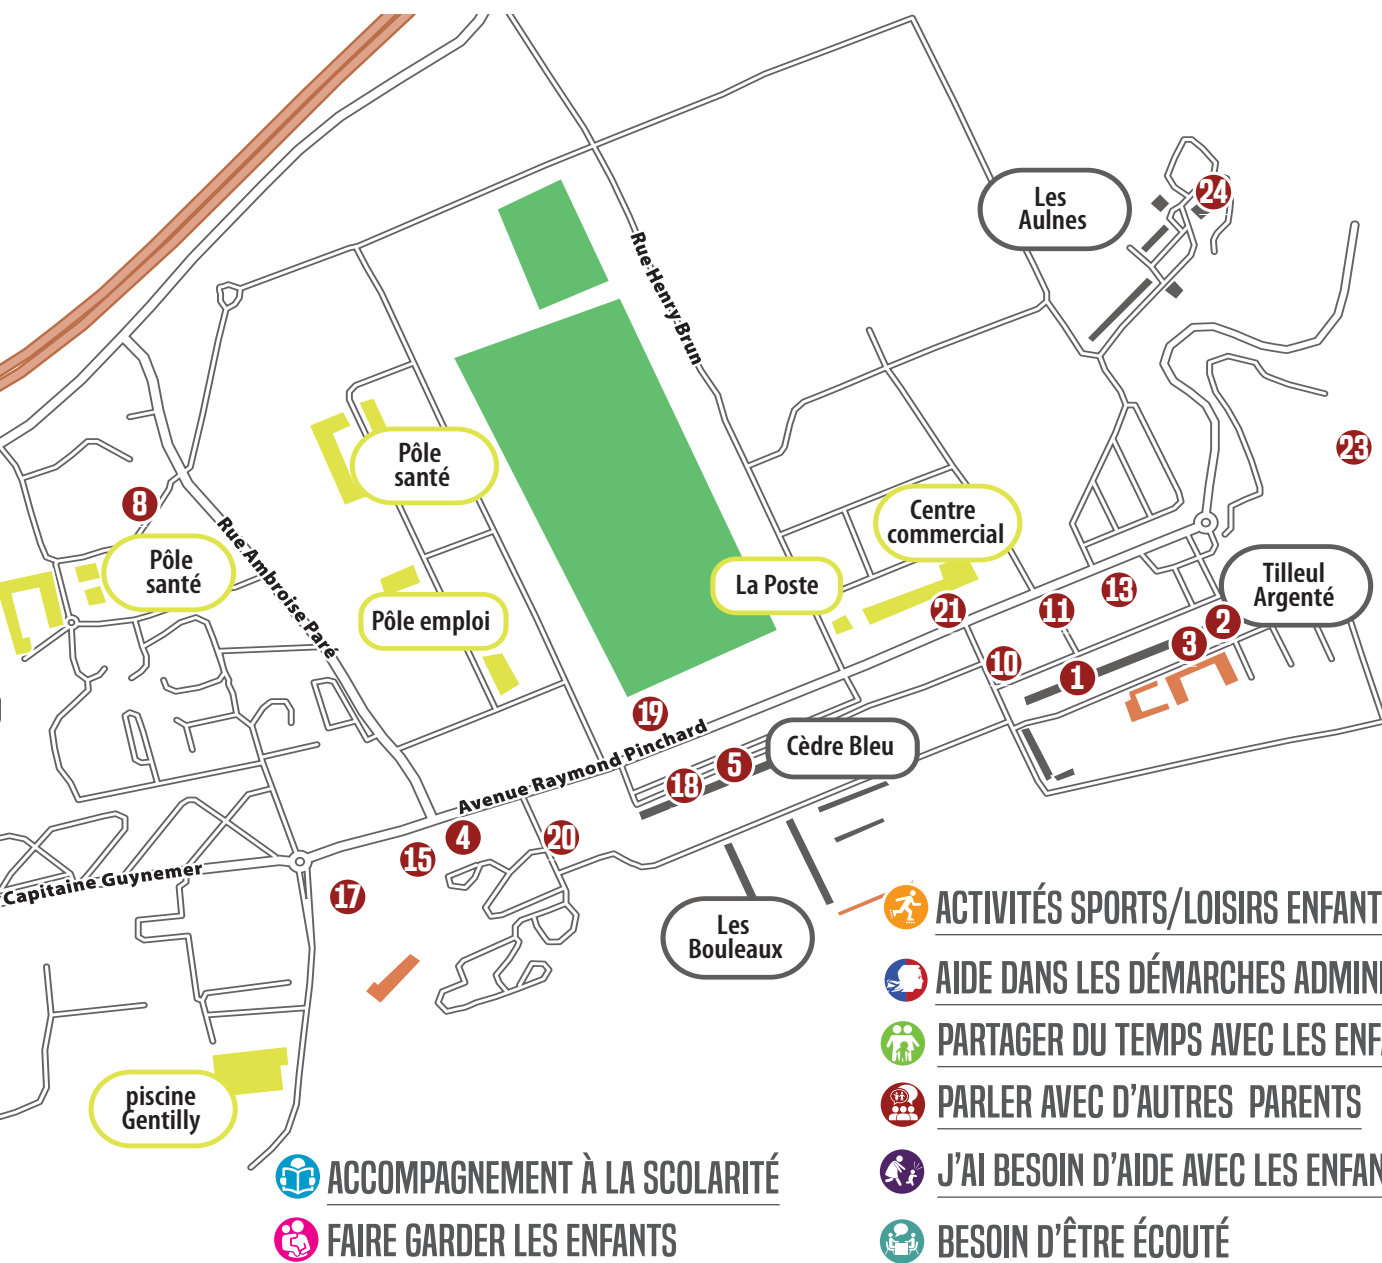 Les
Aulnes
24
Rue Henry Brun
23
Pôle
santé
8
Pôle
santé
Rue Ambroise Paré
Centre
commercial
La Poste
Pôle emploi
21
11
13
Tilleul
Argenté
2
3
10
1
19
Avenue Raymond Pinchard
Cèdre Bleu
5
18
4
20
15
17
Capitaine Guynemer
Les
Bouleaux
piscine
Gentilly
ACTIVITÉS SPORTS/LOISIRS ENFANT
AIDE DANS LES DÉMARCHES ADMINI
PARTAGER DU TEMPS AVEC LES ENFA
PARLER AVEC D'AUTRES PARENTS
J'AI BESOIN D'AIDE AVEC LES ENFAN
BESOIN D'ÊTRE ÉCOUTÉ
ACCOMPAGNEMENT À LA SCOLARITÉ
FAIRE GARDER LES ENFANTS